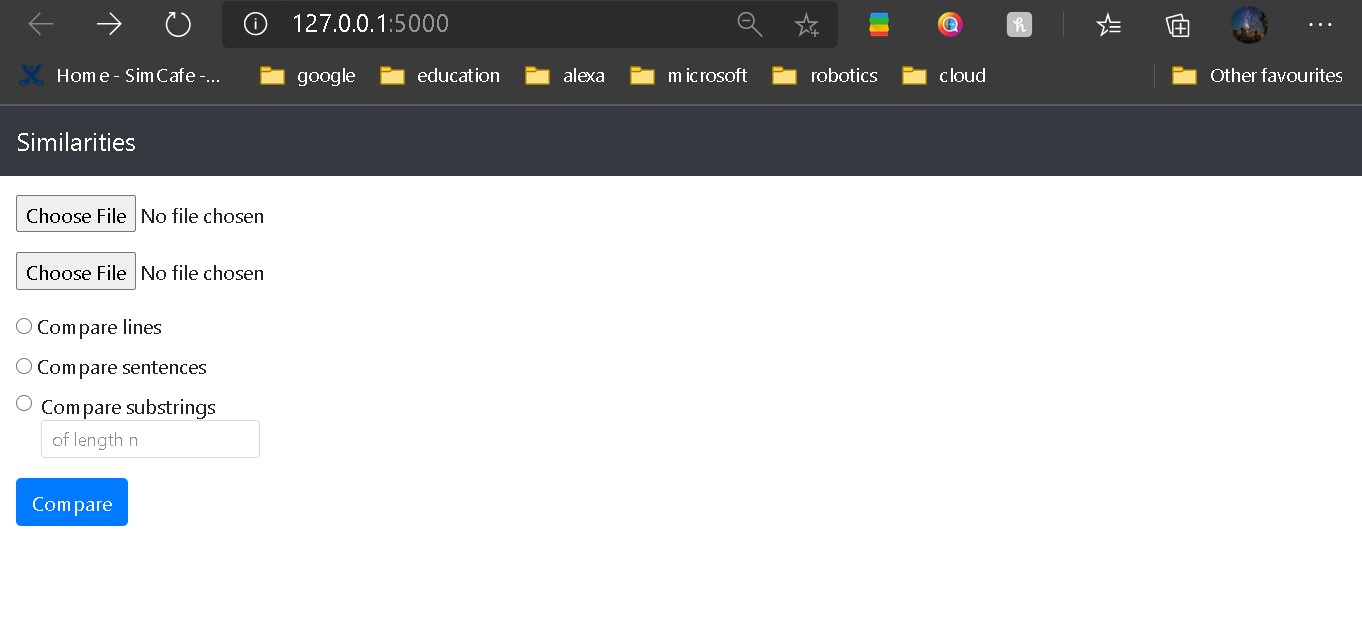 127.0.0.1:5000
Home - SimCafe -... google education alexa microsoft robotics cloud Other favourites
Similarities
Choose File No file chosen
Choose File No file chosen
Compare lines
Compare sentences
Compare substrings
of length n
Compare